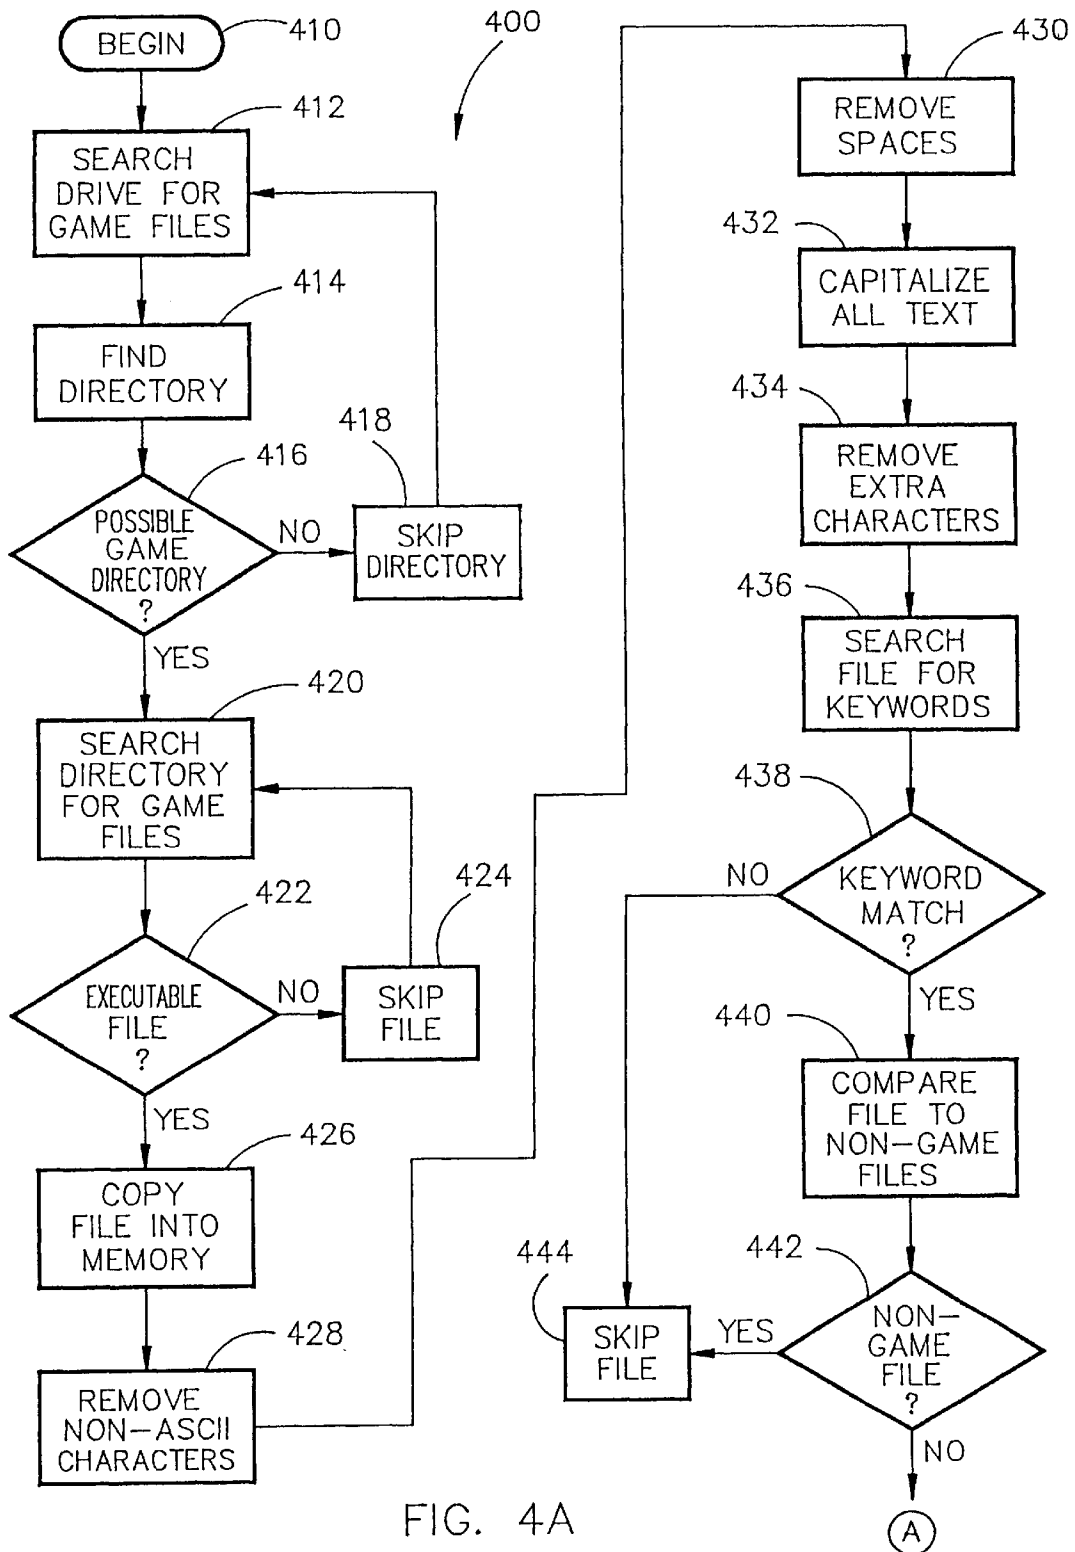 BEGIN
410
400
412
SEARCH
DRIVE FOR
GAME FILES
414
FIND
DIRECTORY
416
POSSIBLE
GAME
DIRECTORY
?
NO
418
SKIP
DIRECTORY
YES
420
SEARCH
DIRECTORY
FOR GAME
FILES
422
EXECUTABLE
FILE
?
NO
424
SKIP
FILE
YES
426
COPY
FILE INTO
MEMORY
428
REMOVE
NON-ASCII
CHARACTERS
430
REMOVE
SPACES
432
CAPITALIZE
ALL TEXT
434
REMOVE
EXTRA
CHARACTERS
436
SEARCH
FILE FOR
KEYWORDS
438
KEYWORD
MATCH
?
NO
YES
440
COMPARE
FILE TO
NON-GAME
FILES
442
NON-
GAME
FILE
?
YES
444
SKIP
FILE
NO
A
FIG. 4A